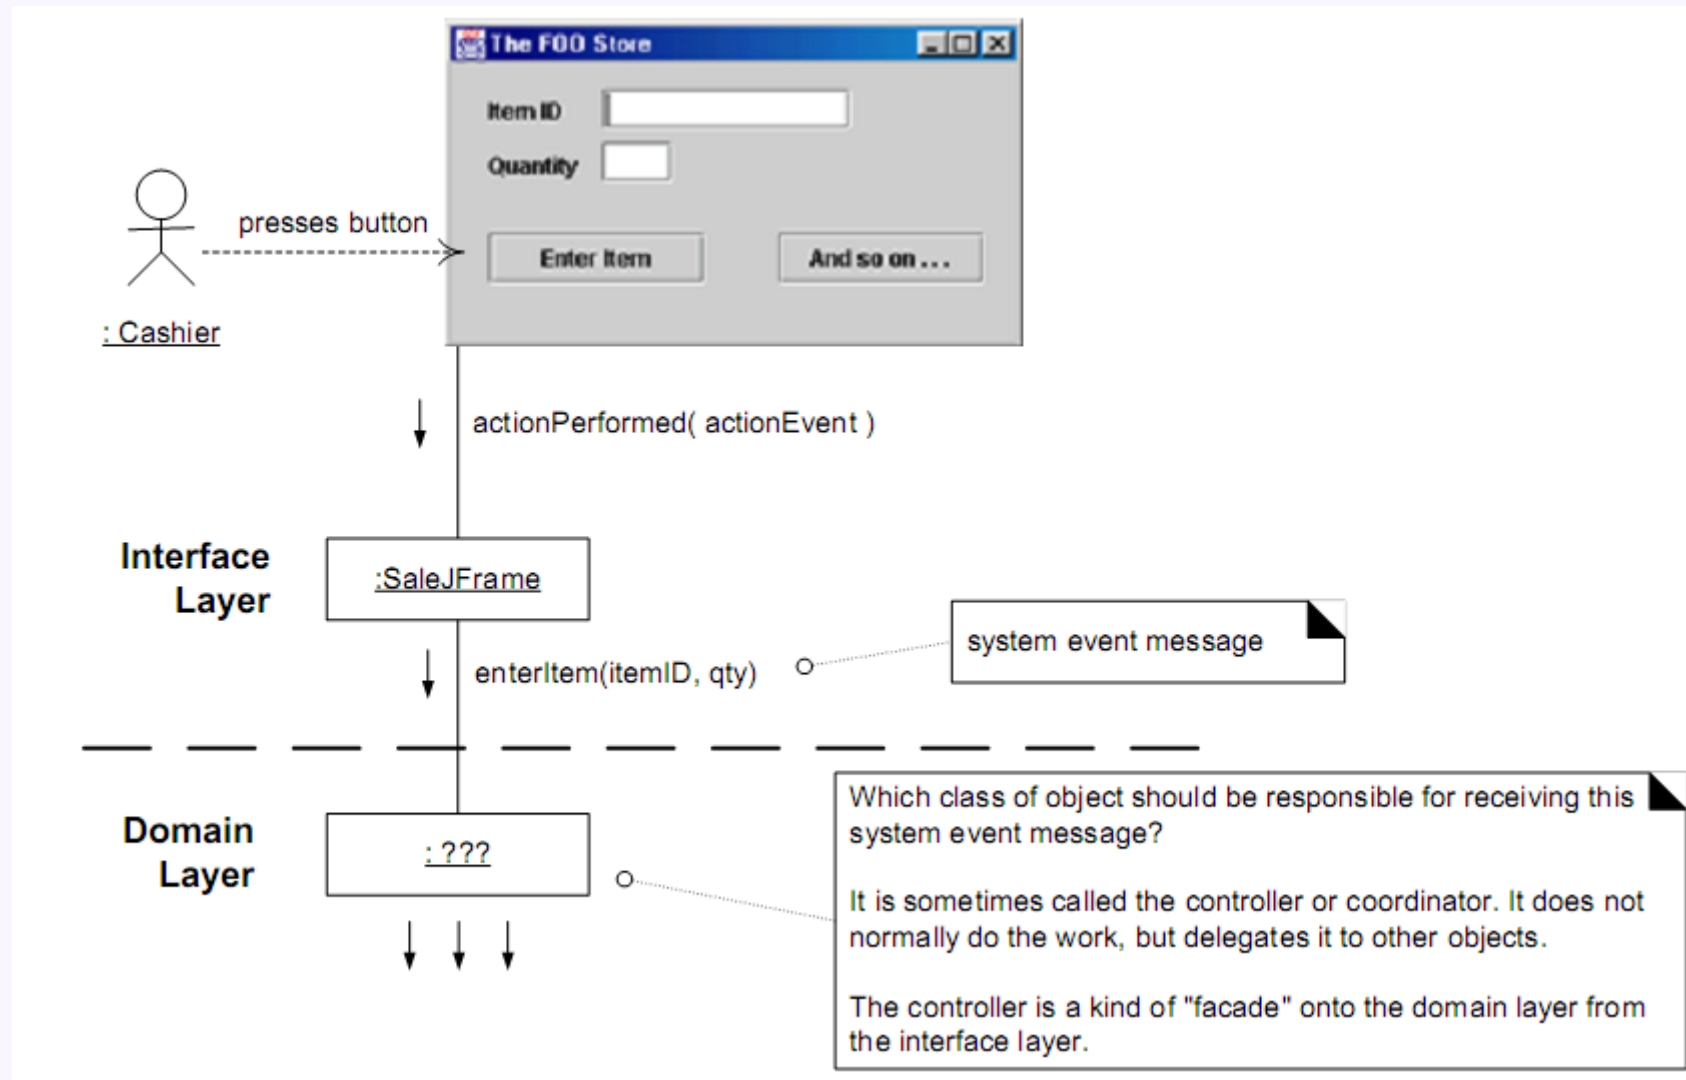 The FOO Store
Item ID
Quantity
presses button
Enter Item
And so on . . .
: Cashier
actionPerformed( actionEvent )
Interface
Layer
:SaleJFrame
system event message
enterItem(itemID, qty)
Domain
Layer
: ???
Which class of object should be responsible for receiving this
system event message?
It is sometimes called the controller or coordinator. It does not
normally do the work, but delegates it to other objects.
The controller is a kind of "facade" onto the domain layer from
the interface layer.